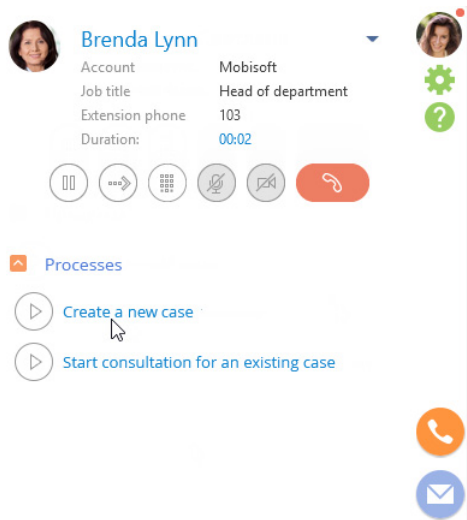 Brenda Lynn
Account Mobisoft
Job title Head of department
Extension phone 103
Duration: 00:02
Processes
Create a new case
Start consultation for an existing case